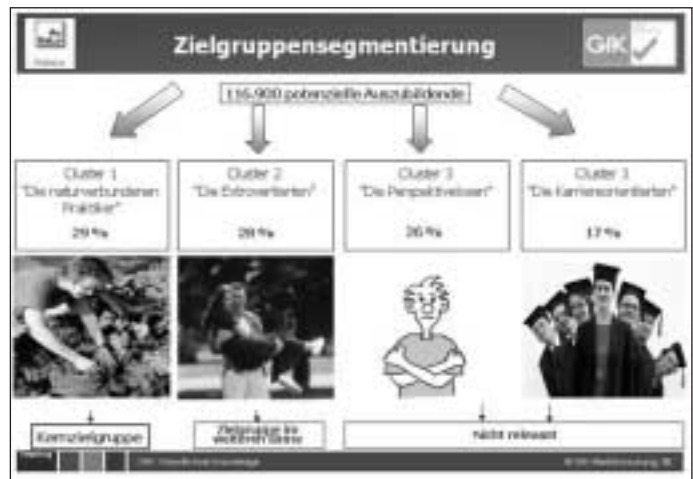 Zielgruppensegmentierung
GfK
116.900 potenzielle Auszubildende
Cluster 1
"Die naturverbundenen
Praktiker"
29 %
Cluster 2
"Die Extrovertierten"
28 %
Cluster 3
"Die Perspektivlosen"
26 %
Cluster 3
"Die Karriereorientierten"
17 %
Kernzielgruppe
Zielgruppe im
weiteren Sinne
Nicht relevant